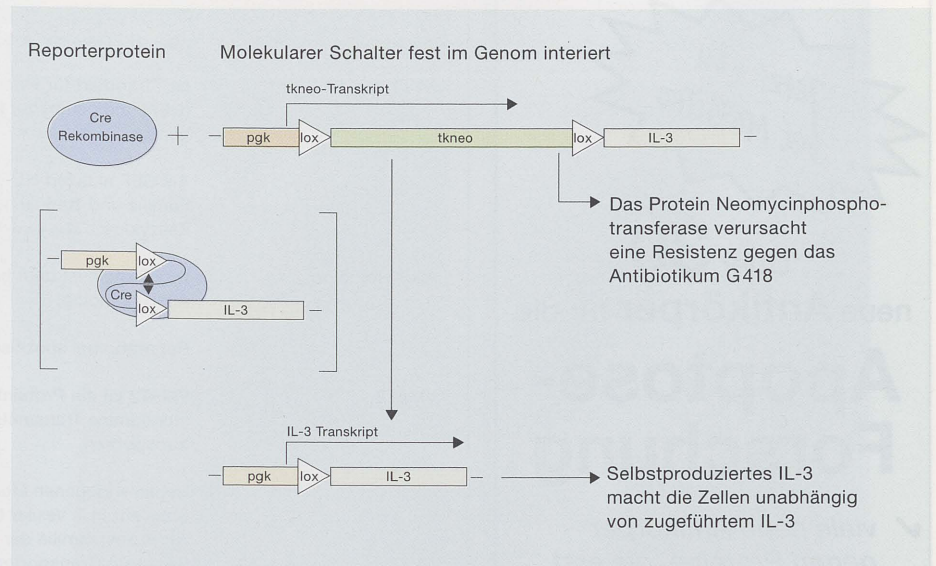 Reporterprotein
Molekularer Schalter fest im Genom interiert
tkneo-Transkript
Cre
Rekombinase
+
pgk
lox
tkneo
lox
IL-3
Das Protein Neomycinphospho-
transferase verursacht
eine Resistenz gegen das
Antibiotikum G418
pgk
lox
Cre
lox
IL-3
IL-3 Transkript
pgk
lox
IL-3
Selbstproduziertes IL-3
macht die Zellen unabhängig
von zugeführtem IL-3